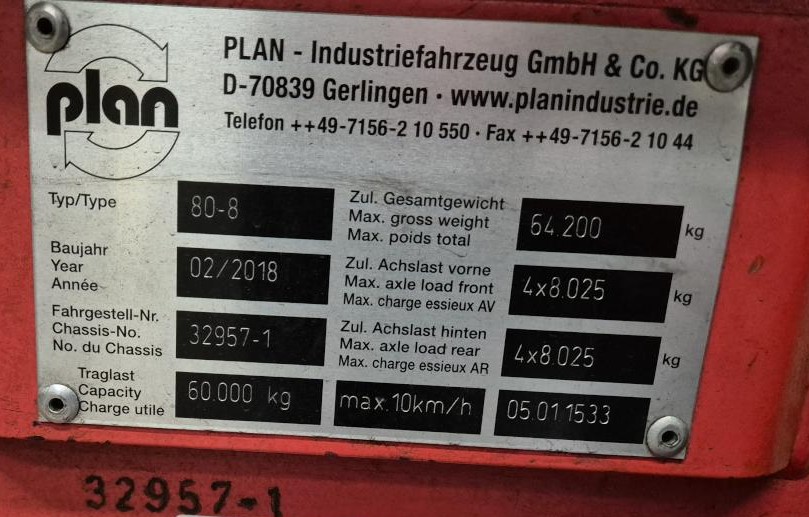 plan
PLAN - Industriefahrzeug GmbH & Co. KG
D-70839 Gerlingen · www.planindustrie.de
Telefon ++49-7156-2 10 550 · Fax ++49-7156-2 10 44
Typ/Type 80-8
Zul. Gesamtgewicht
Max. gross weight
Max. poids total
64.200 kg
Baujahr
Year
Année
02/2018
Zul. Achslast vorne
Max. axle load front
Max. charge essieux AV
4x8.025 kg
Fahrgestell-Nr.
Chassis-No.
No. du Chassis
32957-1
Zul. Achslast hinten
Max. axle load rear
Max. charge essieux AR
4x8.025 kg
Traglast
Capacity
Charge utile
60.000 kg
max.10km/h
05.011533
32957-1